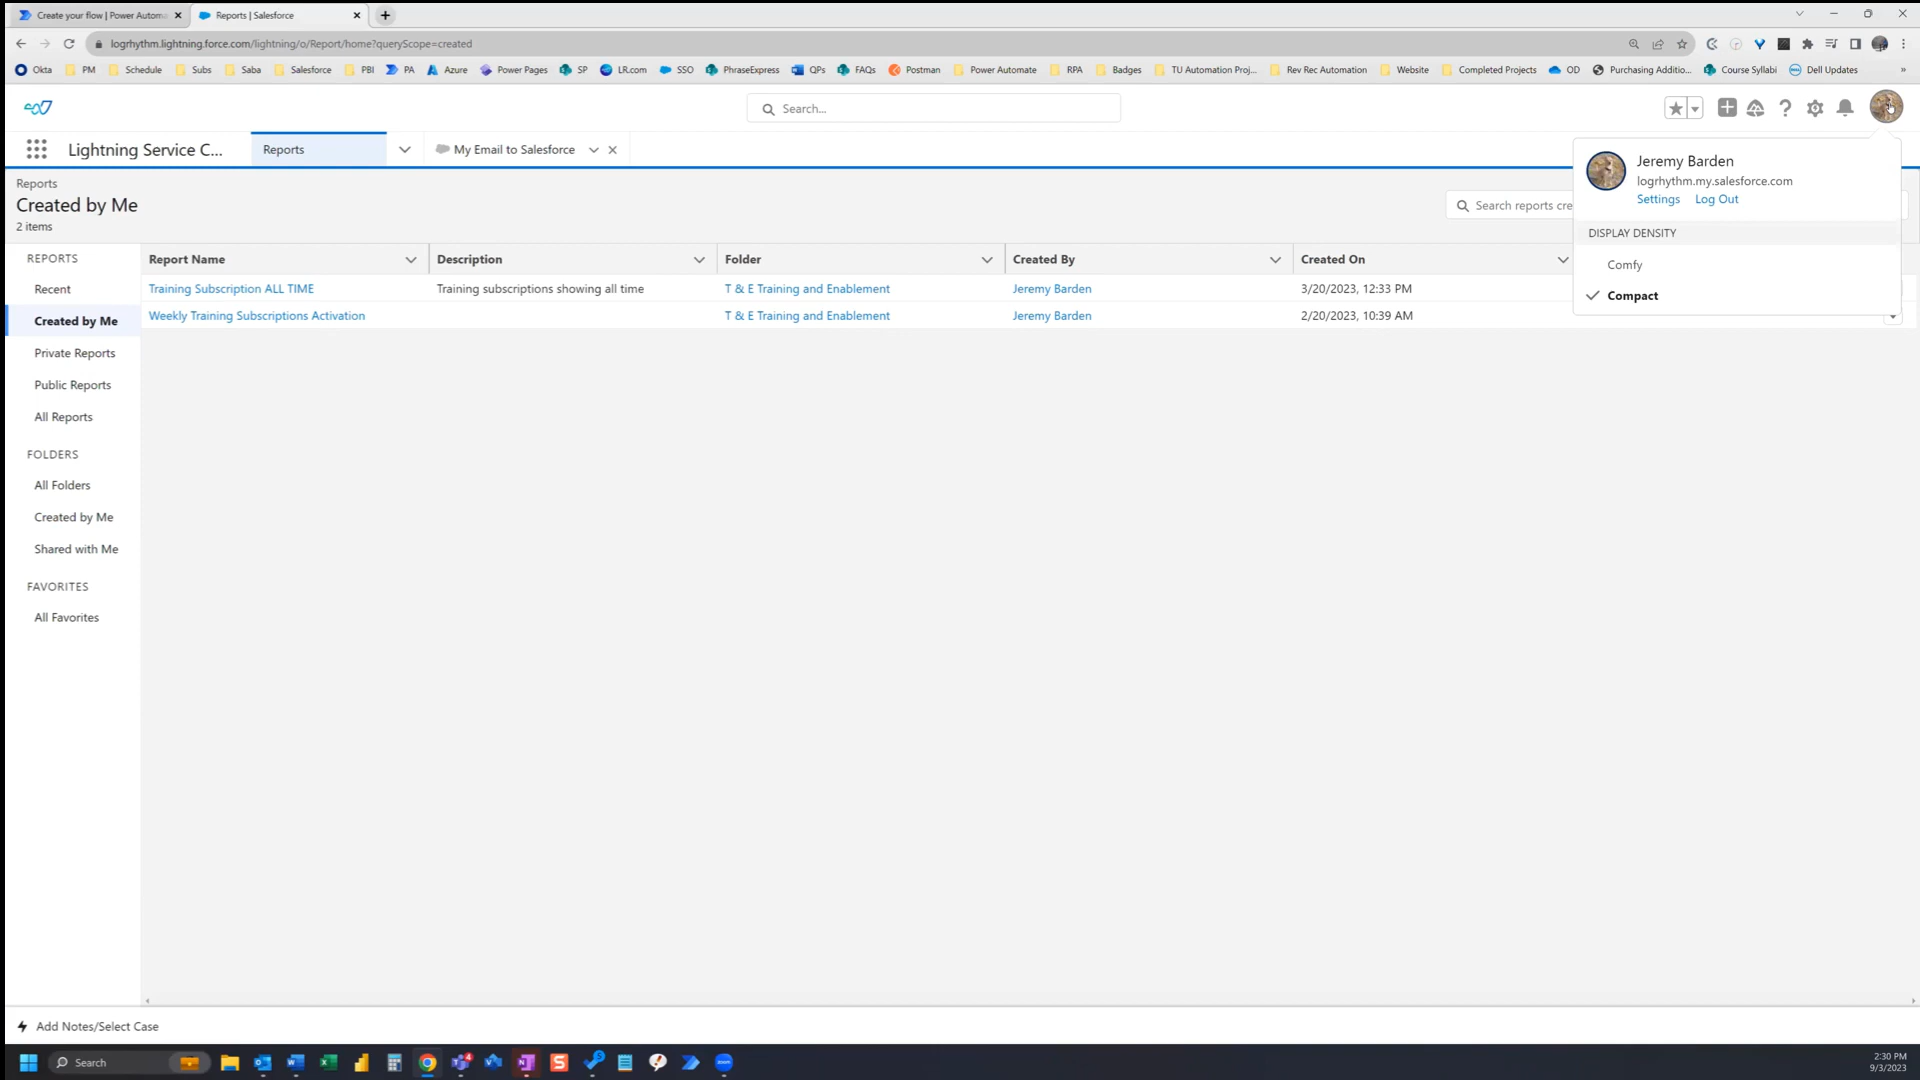 Create your flow | Power Autom
Reports | Salesforce
logrhythm.lightning.force.com/lightning/o/Report/home?queryScope=created
Okta PM Schedule Subs Saba Salesforce PBI PA Azure Power Pages SP LR.com SSO PhraseExpress QPs FAQs Postman Power Automate RPA Badges TU Automation Proj... Rev Rec Automation Website Completed Projects OD Purchasing Additio... Course Syllabi Dell Updates »
Search...
Lightning Service C...
Reports
My Email to Salesforce
Jeremy Barden
logrhythm.my.salesforce.com
Settings Log Out
DISPLAY DENSITY
Comfy
Compact
Reports
Created by Me
2 items
Search reports cre
REPORTS
Recent
Created by Me
Private Reports
Public Reports
All Reports
FOLDERS
All Folders
Created by Me
Shared with Me
FAVORITES
All Favorites
Report Name Description Folder Created By Created On
Training Subscription ALL TIME Training subscriptions showing all time T & E Training and Enablement Jeremy Barden 3/20/2023, 12:33 PM
Weekly Training Subscriptions Activation T & E Training and Enablement Jeremy Barden 2/20/2023, 10:39 AM
Add Notes/Select Case
Search
2:30 PM
9/3/2023